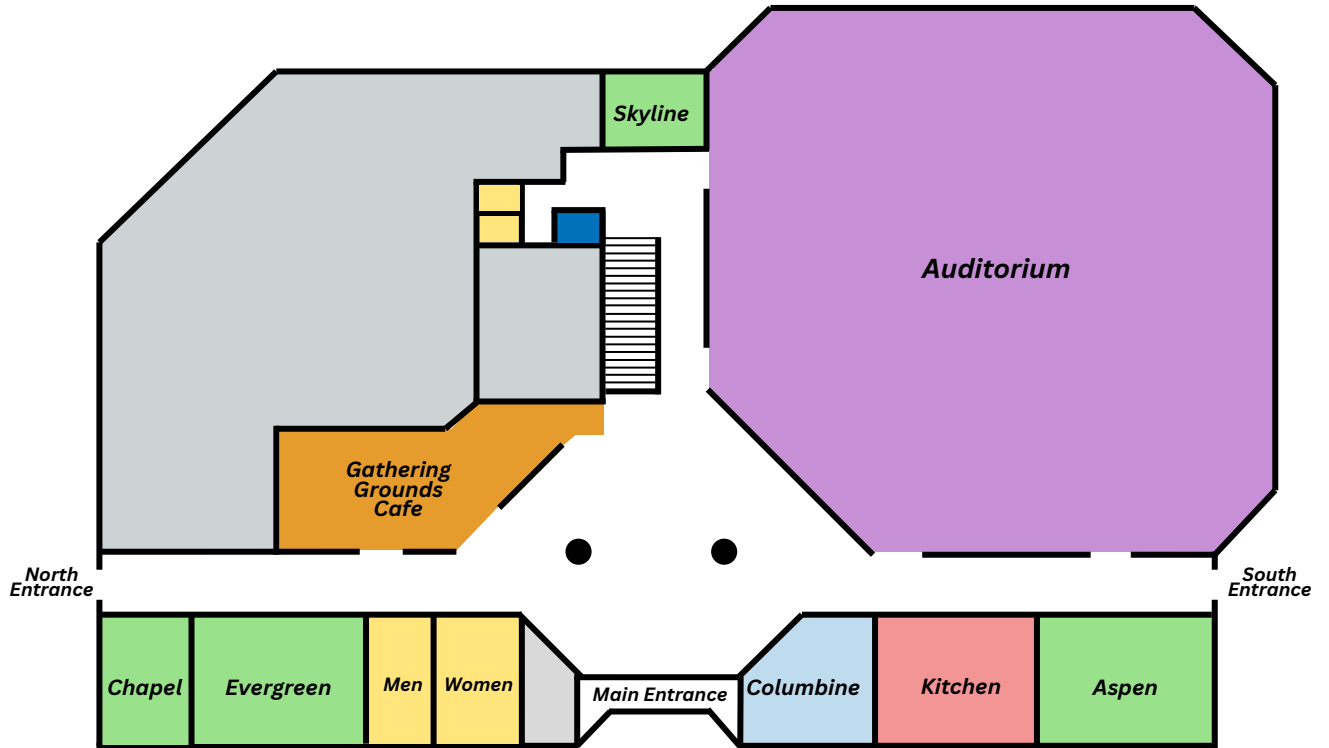 Skyline
Auditorium
Gathering
Grounds
Cafe
North
Entrance
South
Entrance
Chapel
Evergreen
Men
Women
Main Entrance
Columbine
Kitchen
Aspen